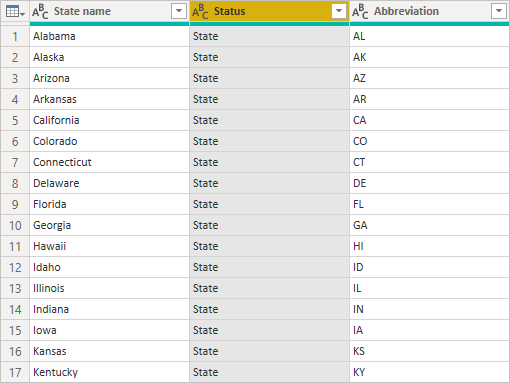 ABC State name ABC Status ABC Abbreviation
1 Alabama State AL
2 Alaska State AK
3 Arizona State AZ
4 Arkansas State AR
5 California State CA
6 Colorado State CO
7 Connecticut State CT
8 Delaware State DE
9 Florida State FL
10 Georgia State GA
11 Hawaii State HI
12 Idaho State ID
13 Illinois State IL
14 Indiana State IN
15 Iowa State IA
16 Kansas State KS
17 Kentucky State KY